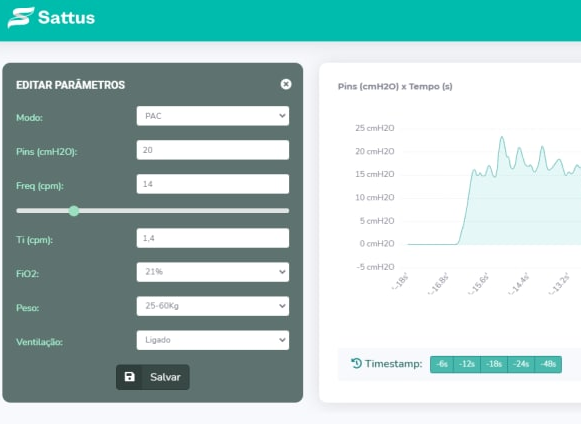 Sattus
EDITAR PARÂMETROS
Modo: PAC
Pins (cmH2O): 20
Freq (cpm): 14
Ti (cpm): 1,4
FiO2: 21%
Peso: 25-60Kg
Ventilação: Ligado
Salvar
Pins (cmH2O) x Tempo (s)
25 cmH2O
20 cmH2O
15 cmH2O
10 cmH2O
5 cmH2O
0 cmH2O
-5 cmH2O
-18s -16.8s -15.6s -14.4s -13.2s
Timestamp: -6s -12s -18s -24s -48s